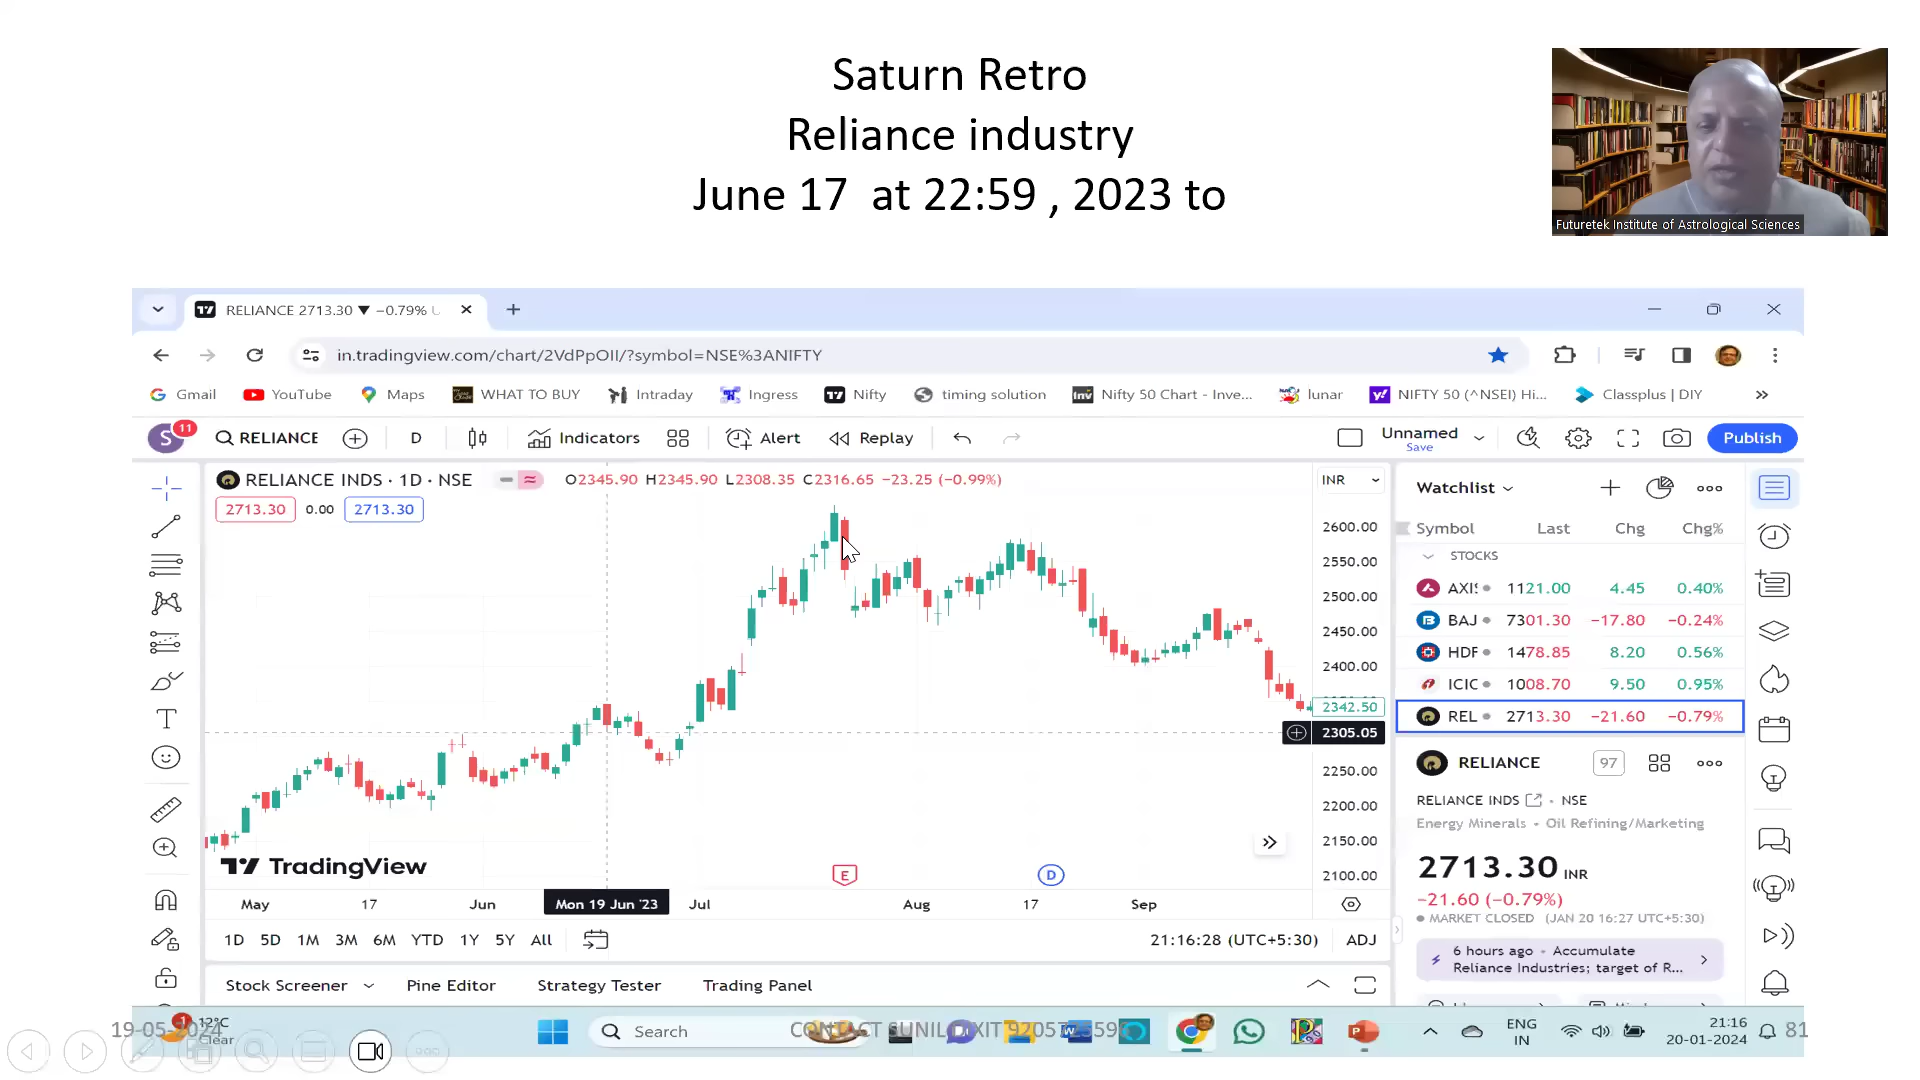 Saturn Retro
Reliance industry
June 17 at 22:59 , 2023 to
Futuretek Institute of Astrological Sciences
RELIANCE 2713.30 ▼ −0.79%
in.tradingview.com/chart/2VdPpOII/?symbol=NSE%3ANIFTY
Gmail YouTube Maps WHAT TO BUY Intraday Ingress Nifty timing solution Nifty 50 Chart - Inve... lunar NIFTY 50 (^NSEI) Hi... Classplus | DIY
S 11 RELIANCE D Indicators Alert Replay Unnamed Publish
Save
RELIANCE INDS · 1D · NSE O2345.90 H2345.90 L2308.35 C2316.65 −23.25 (−0.99%) INR
2713.30 0.00 2713.30
2600.00
2550.00
2500.00
2450.00
2400.00
2342.50
2305.05
2250.00
2200.00
2150.00
2100.00
TradingView
E D
May 17 Jun Mon 19 Jun '23 Jul Aug 17 Sep
1D 5D 1M 3M 6M YTD 1Y 5Y All 21:16:28 (UTC+5:30) ADJ
Stock Screener Pine Editor Strategy Tester Trading Panel
Watchlist
Symbol Last Chg Chg%
STOCKS
AXI 1121.00 4.45 0.40%
BAJ 7301.30 −17.80 −0.24%
HDF 1478.85 8.20 0.56%
ICIC 1008.70 9.50 0.95%
REL 2713.30 −21.60 −0.79%
RELIANCE 97
RELIANCE INDS · NSE
Energy Minerals • Oil Refining/Marketing
2713.30 INR
−21.60 (−0.79%)
MARKET CLOSED (JAN 20 16:27 UTC+5:30)
6 hours ago • Accumulate
Reliance Industries; target of R...
19-05-2024
1 12°C
Clear
Search
CONTACT SUNIL
ENG
IN
21:16
20-01-2024
81